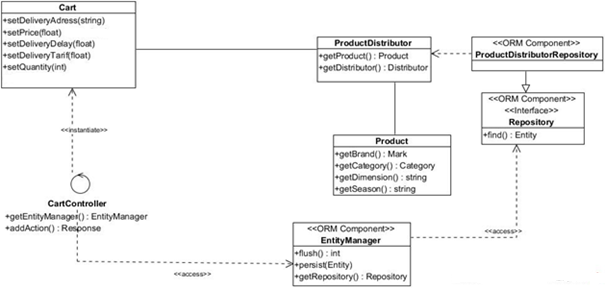 Cart
+setDeliveryAdress(string)
+setPrice(float)
+setDeliveryDelay(float)
+setDeliveryTarif(float)
+setQuantity(int)
ProductDistributor
+getProduct() : Product
+getDistributor() : Distributor
<<ORM Component>>
ProductDistributorRepository
<<ORM Component>>
<<Interface>>
Repository
+find() : Entity
<<instantiate>>
Product
+getBrand() : Mark
+getCategory() : Category
+getDimension() : string
+getSeason() : string
CartController
+getEntityManager() : EntityManager
+addAction() : Response
<<ORM Component>>
EntityManager
+flush() : int
+persist(Entity)
+getRepository() : Repository
<<access>>
<<access>>